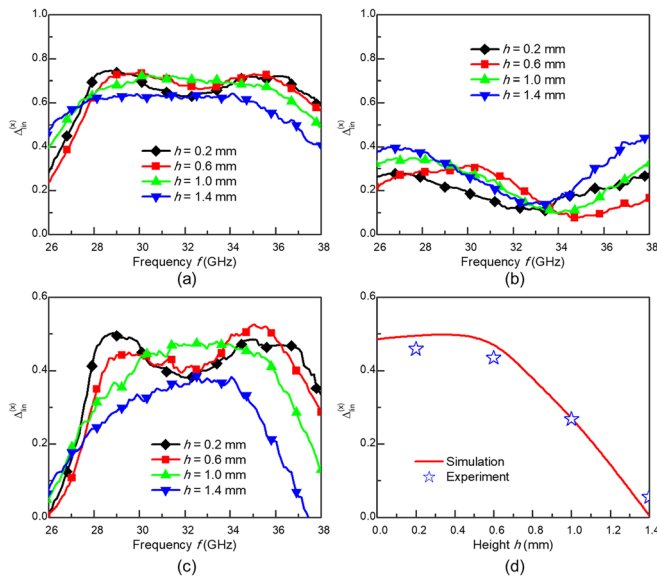 1.0
0.8
0.6
0.4
0.2
0.0
Δlin(x)
h = 0.2 mm
h = 0.6 mm
h = 1.0 mm
h = 1.4 mm
26 28 30 32 34 36 38
Frequency f (GHz)
(a)
1.0
0.8
0.6
0.4
0.2
0.0
Δlin(x)
h = 0.2 mm
h = 0.6 mm
h = 1.0 mm
h = 1.4 mm
26 28 30 32 34 36 38
Frequency f (GHz)
(b)
0.6
0.4
0.2
0.0
Δlin(x)
h = 0.2 mm
h = 0.6 mm
h = 1.0 mm
h = 1.4 mm
26 28 30 32 34 36 38
Frequency f (GHz)
(c)
0.6
0.4
0.2
0.0
Δlin(x)
Simulation
Experiment
0.0 0.2 0.4 0.6 0.8 1.0 1.2 1.4
Height h (mm)
(d)